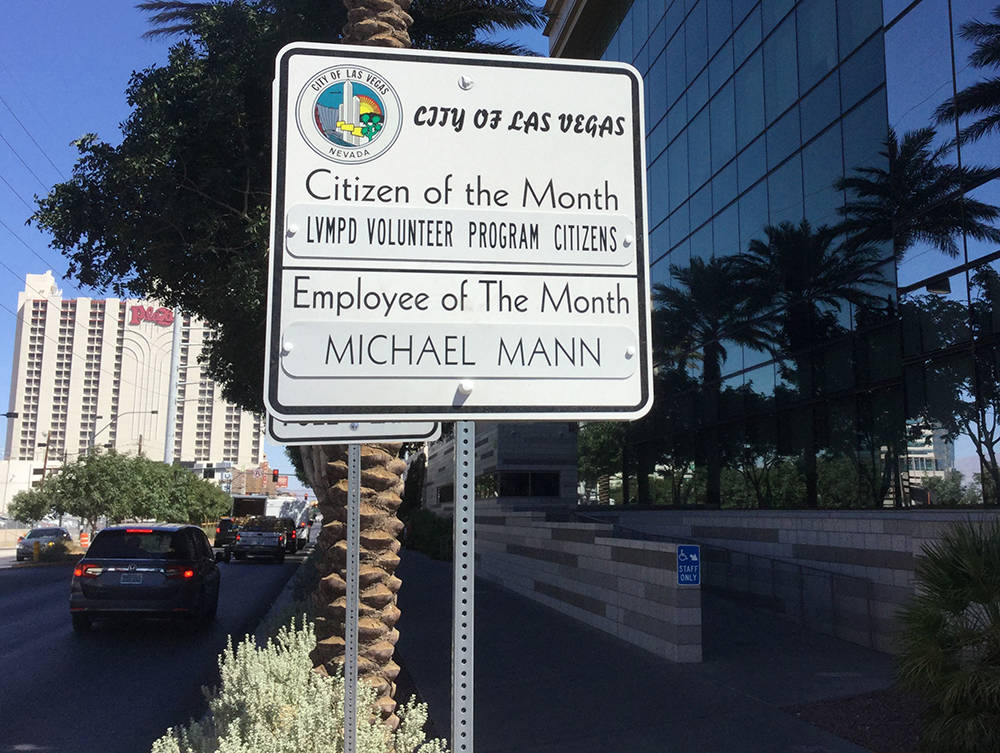 CITY OF LAS VEGAS
NEVADA
CITY OF LAS VEGAS
Citizen of the Month
LVMPD VOLUNTEER PROGRAM CITIZENS
Employee of The Month
MICHAEL MANN
Plaza
STAFF
ONLY